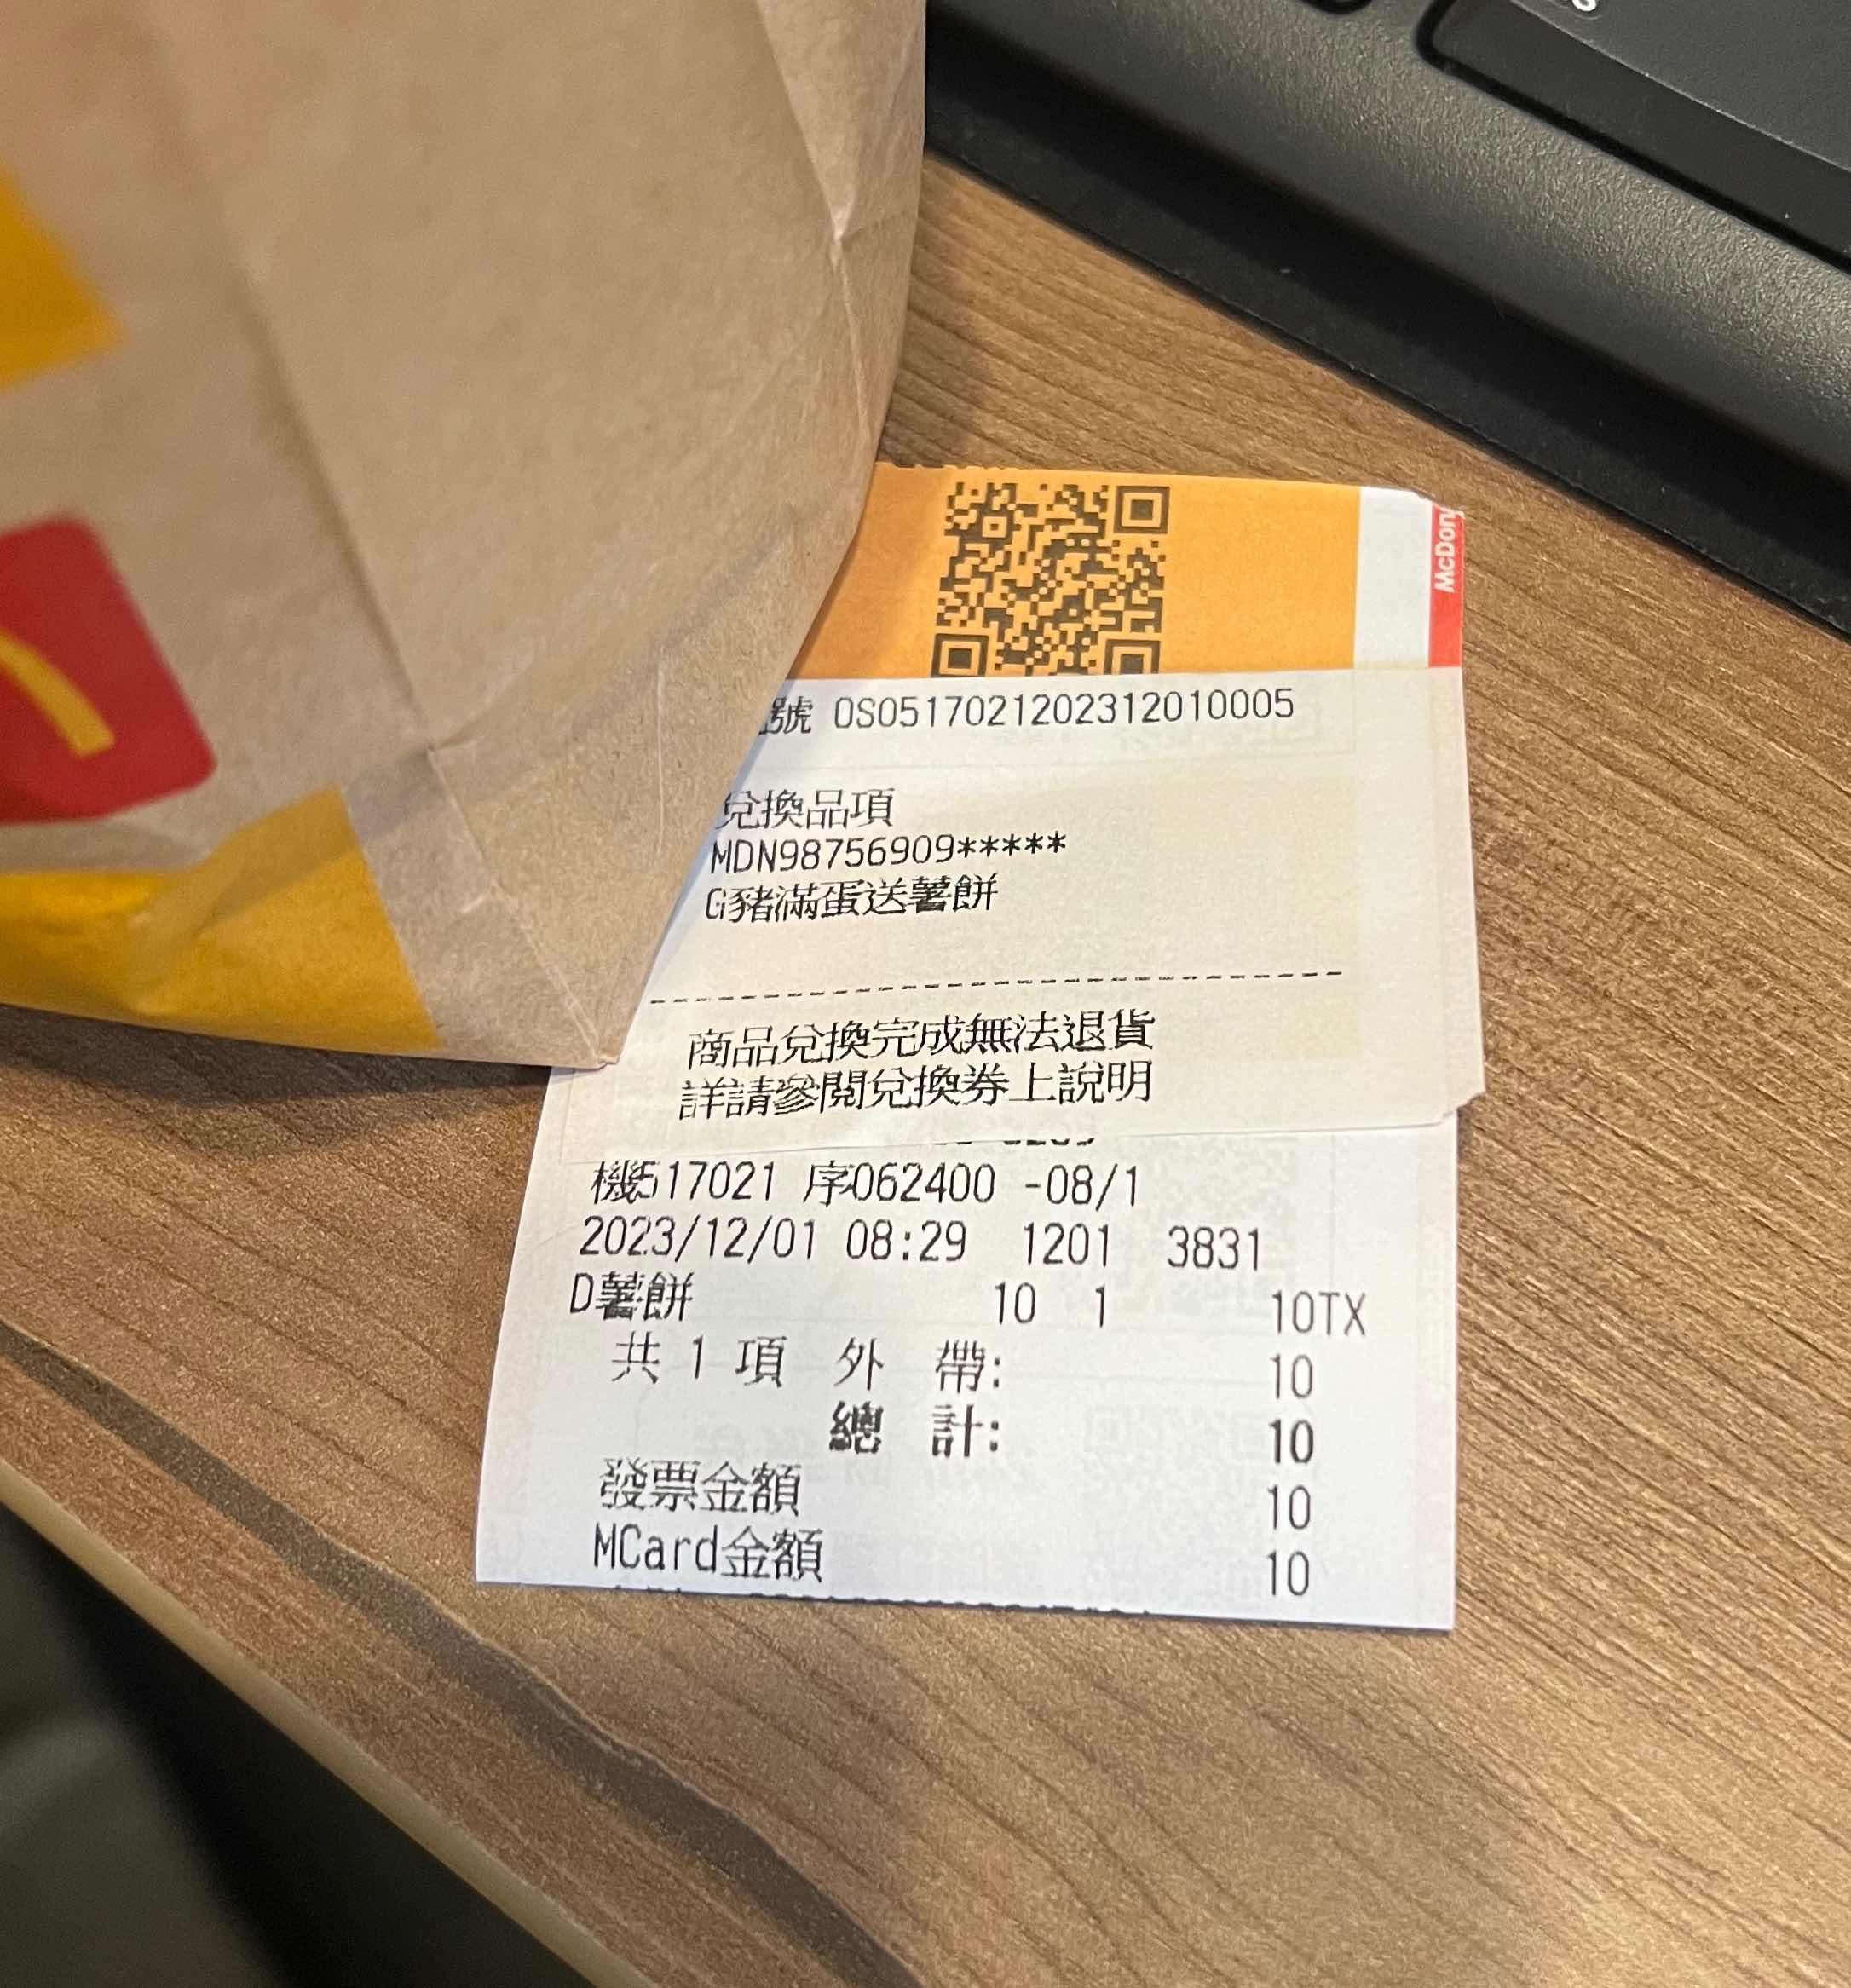 McDon
號 OS0517021202312010005
兌換品項
MDN98756909*****
G豬滿蛋送薯餅
商品兌換完成無法退貨
詳請參閱兌換券上說明
機517021 序062400 -08/1
2023/12/01 08:29 1201 3831
D薯餅 10 1 10TX
共 1 項 外 帶: 10
總 計: 10
發票金額 10
MCard金額 10